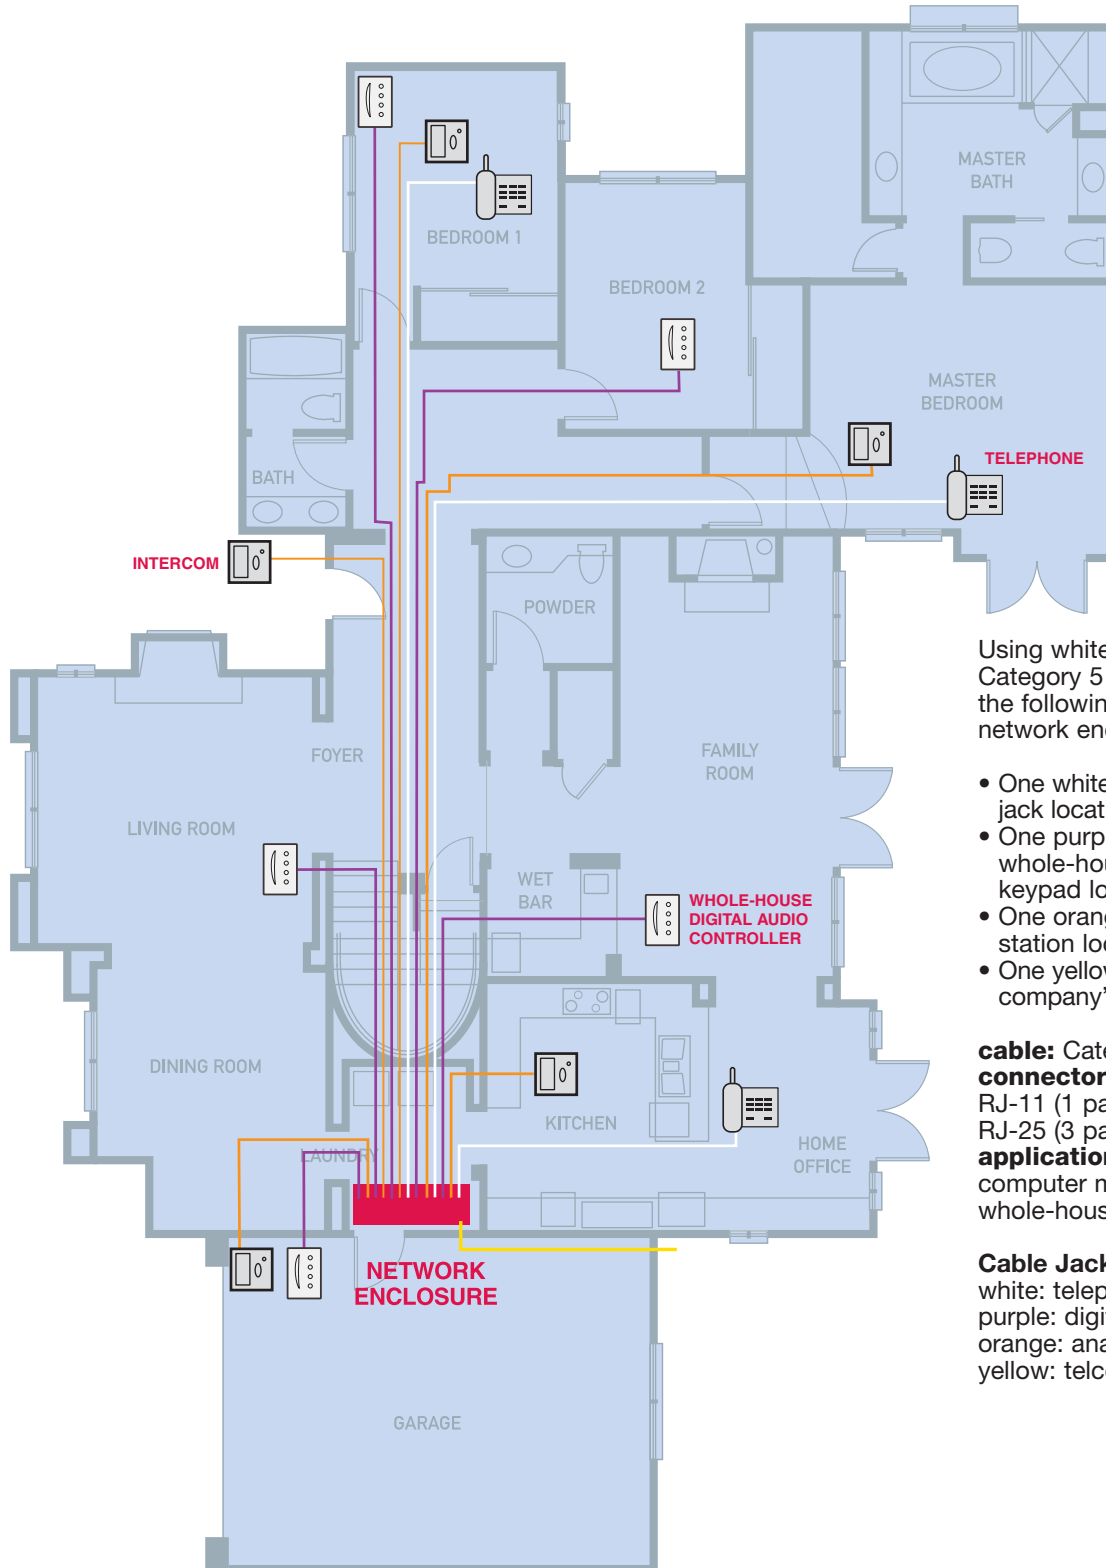 MASTER
BATH
BEDROOM 1
BEDROOM 2
MASTER
BEDROOM
TELEPHONE
BATH
INTERCOM
POWDER
FOYER
FAMILY
ROOM
LIVING ROOM
WET
BAR
WHOLE-HOUSE
DIGITAL AUDIO
CONTROLLER
DINING ROOM
KITCHEN
HOME
OFFICE
LAUNDRY
NETWORK
ENCLOSURE
GARAGE
Using white
Category 5
the followin
network en
• One white
jack locat
• One purp
whole-hou
keypad lo
• One orang
station loc
• One yellow
company'
cable: Cate
connector
RJ-11 (1 pa
RJ-25 (3 pa
application
computer m
whole-hous
Cable Jack
white: telep
purple: digi
orange: ana
yellow: telc